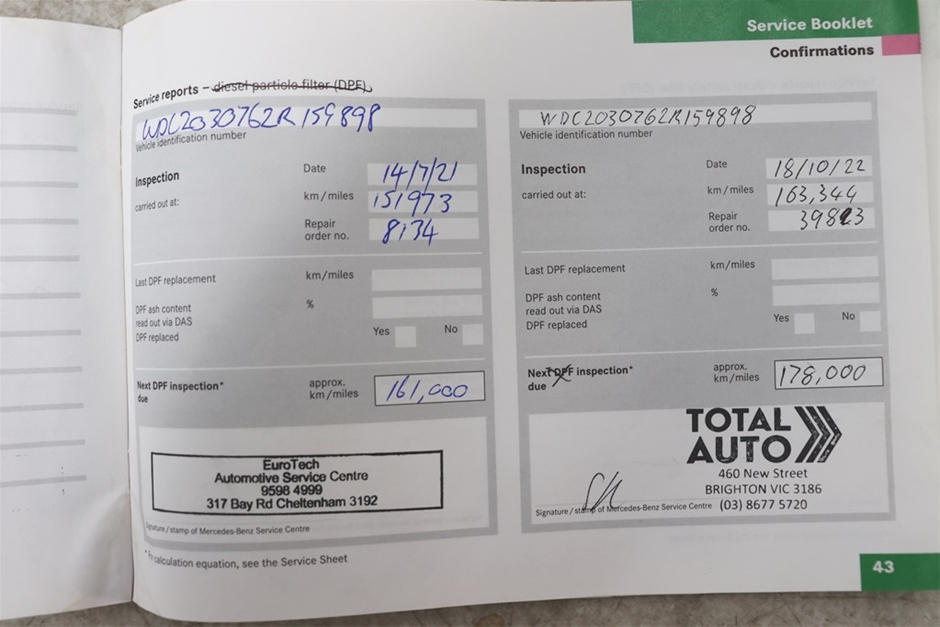 Service Booklet
Confirmations
Service reports – diesel particle filter (DPF)
WDC2030762R159898
Vehicle identification number
Inspection
carried out at:
Date 14/7/21
km/miles 151973
Repair
order no. 8134
Last DPF replacement km/miles
DPF ash content %
read out via DAS
DPF replaced Yes No
Next DPF inspection* approx. 161,000
due km/miles
EuroTech
Automotive Service Centre
9598 4999
317 Bay Rd Cheltenham 3192
Signature/stamp of Mercedes-Benz Service Centre
WDC2030762R159898
Vehicle identification number
Inspection
carried out at:
Date 18/10/22
km/miles 163,344
Repair
order no. 39823
Last DPF replacement km/miles
DPF ash content %
read out via DAS
DPF replaced Yes No
Next DPF inspection* approx. 178,000
due km/miles
TOTAL
AUTO
460 New Street
BRIGHTON VIC 3186
(03) 8677 5720
Signature/stamp of Mercedes-Benz Service Centre
calculation equation, see the Service Sheet
43